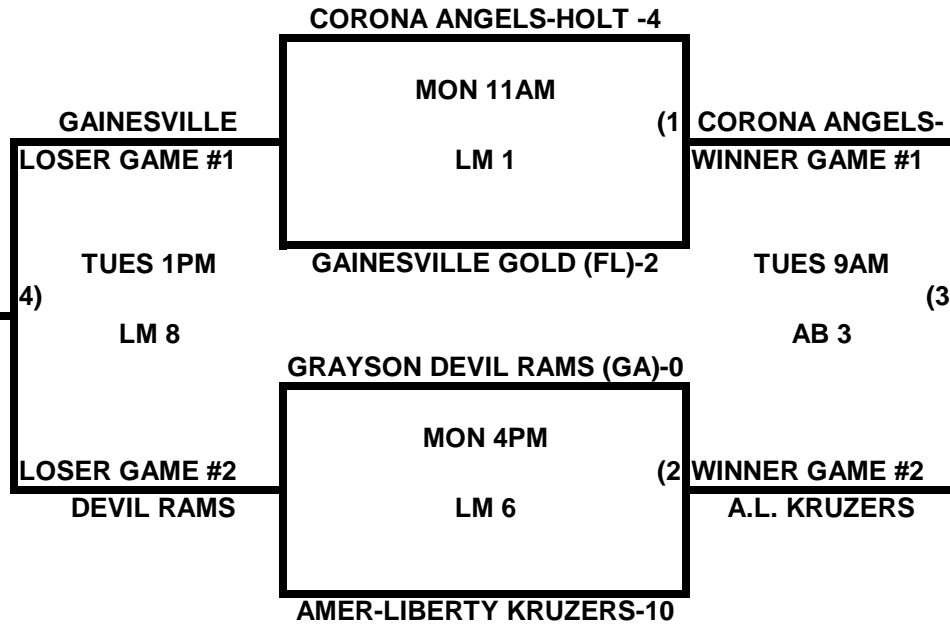 CORONA ANGELS-HOLT -4
MON 11AM
GAINESVILLE
(1
CORONA ANGELS-
LOSER GAME #1
LM 1
WINNER GAME #1
TUES 1PM
GAINESVILLE GOLD (FL)-2
TUES 9AM
4)
(3
LM 8
AB 3
GRAYSON DEVIL RAMS (GA)-0
MON 4PM
LOSER GAME #2
(2
WINNER GAME #2
DEVIL RAMS
LM 6
A.L. KRUZERS
AMER-LIBERTY KRUZERS-10